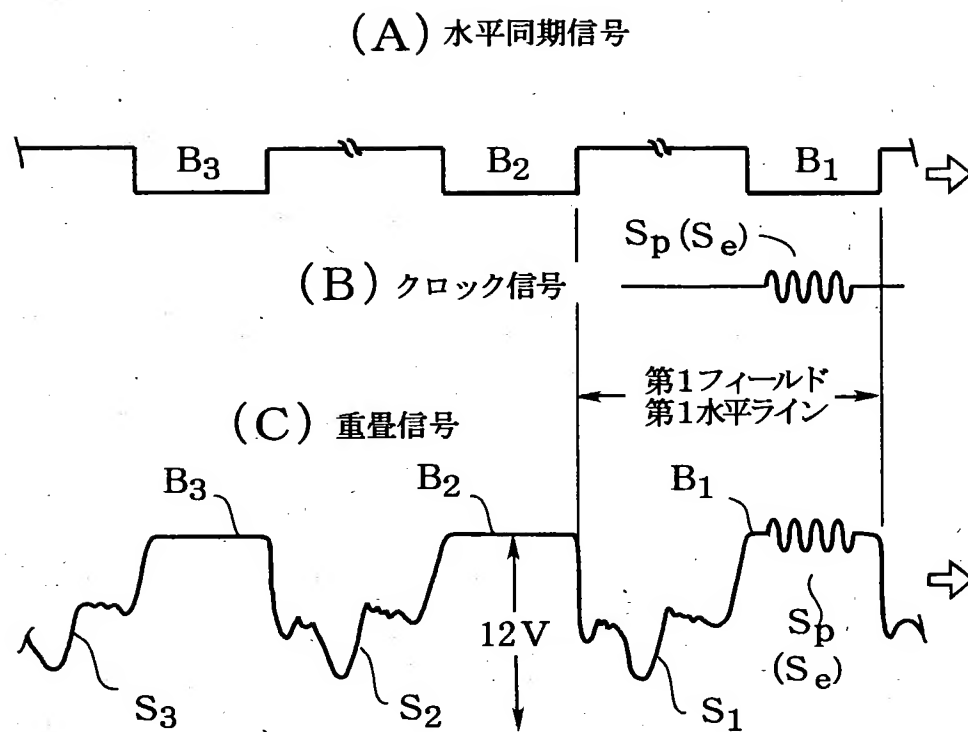 (A) 水平同期信号
B3 B2 B1
Sp(Se)
(B) クロック信号
第1フィールド
第1水平ライン
(C) 重畳信号
B3 B2 B1
12V
Sp
(Se)
S3 S2 S1